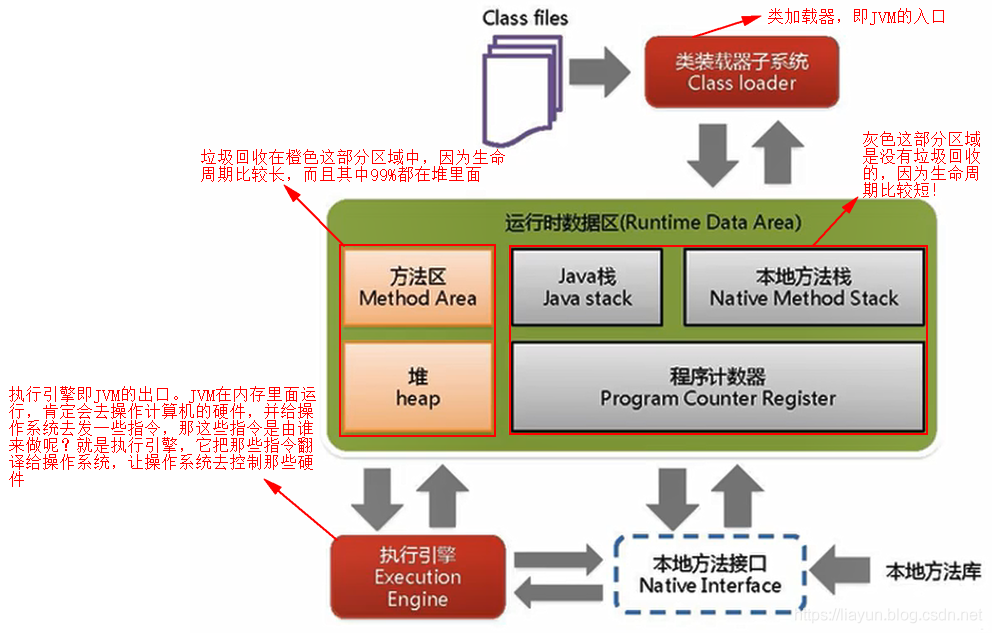 Class files
类加载器，即JVM的入口
类装载器子系统
Class loader
垃圾回收在橙色这部分区域中，因为生命
周期比较长，而且其中99%都在堆里面
灰色这部分区域
是没有垃圾回收
的，因为生命周
期比较短！
运行时数据区(Runtime Data Area)
方法区
Method Area
Java栈
Java stack
本地方法栈
Native Method Stack
堆
heap
程序计数器
Program Counter Register
执行引擎即JVM的出口。JVM在内存里面运
行，肯定会去操作计算机的硬件，并给操
作系统去发一些指令，那这些指令是由谁
来做呢？就是执行引擎，它把那些指令翻
译给操作系统，让操作系统去控制那些硬
件
执行引擎
Execution
Engine
本地方法接口
Native Interface
本地方法库
https://liayun.blog.csdn.net